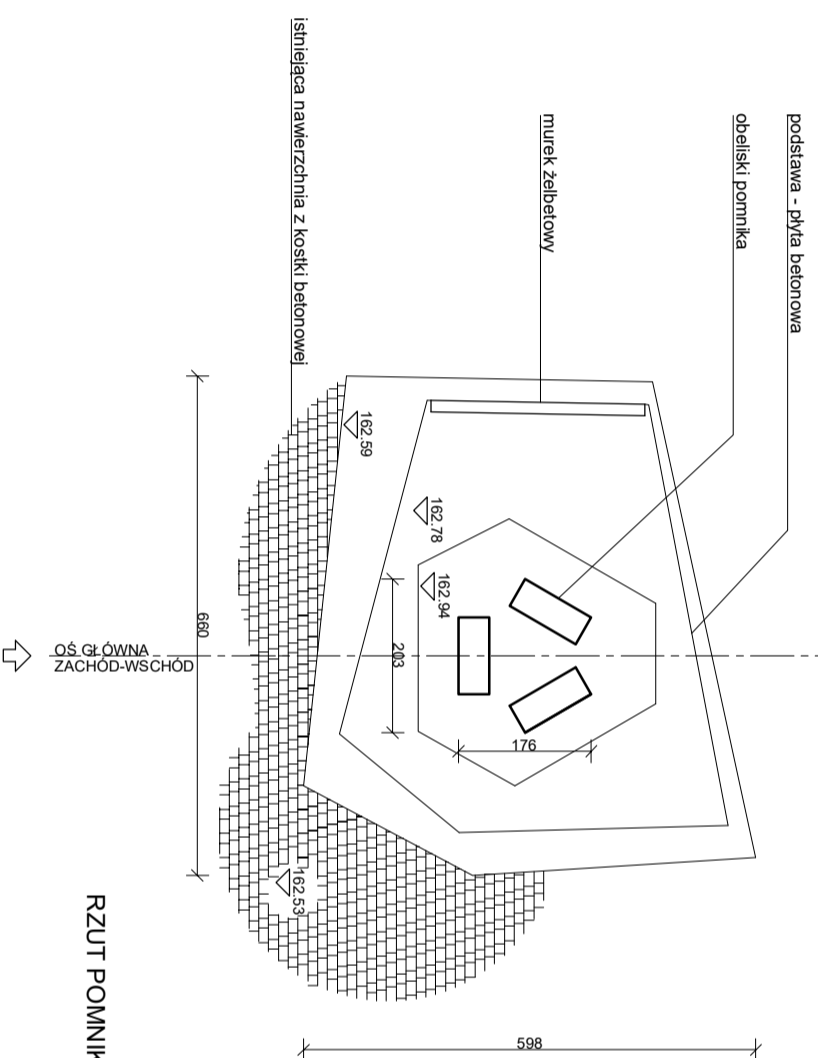 podstawa - płyta betonowa
obeliski pomnika
murek żelbetowy
istniejąca nawierzchnia z kostki betonowej
162.59
162.78
162.94
203
176
660
OŚ GŁÓWNA
ZACHÓD-WSCHÓD
162.53
598
RZUT POMNIK